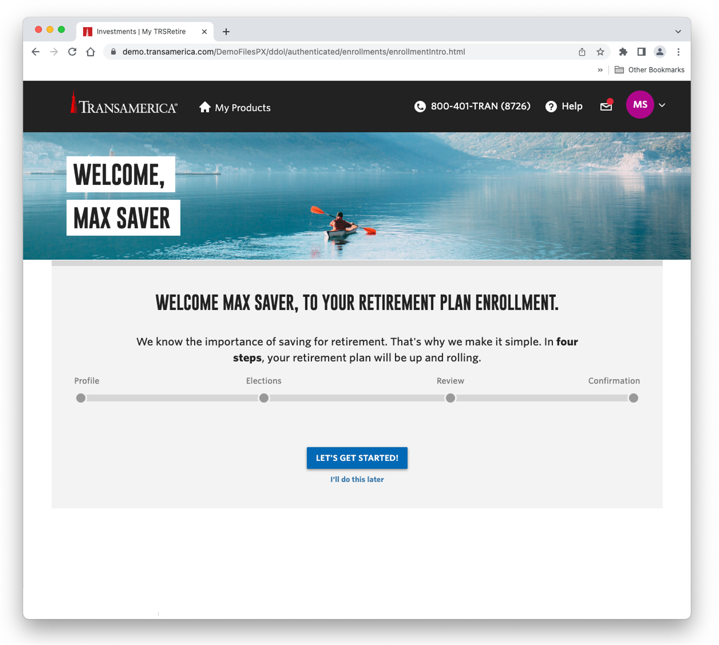 Investments | My TRSRetire
demo.transamerica.com/DemoFilesPX/ddol/authenticated/enrollments/enrollmentIntro.html
» Other Bookmarks
TRANSAMERICA® My Products 800-401-TRAN (8726) ? Help MS
WELCOME,
MAX SAVER
WELCOME MAX SAVER, TO YOUR RETIREMENT PLAN ENROLLMENT.
We know the importance of saving for retirement. That's why we make it simple. In four
steps, your retirement plan will be up and rolling.
Profile Elections Review Confirmation
LET'S GET STARTED!
I'll do this later